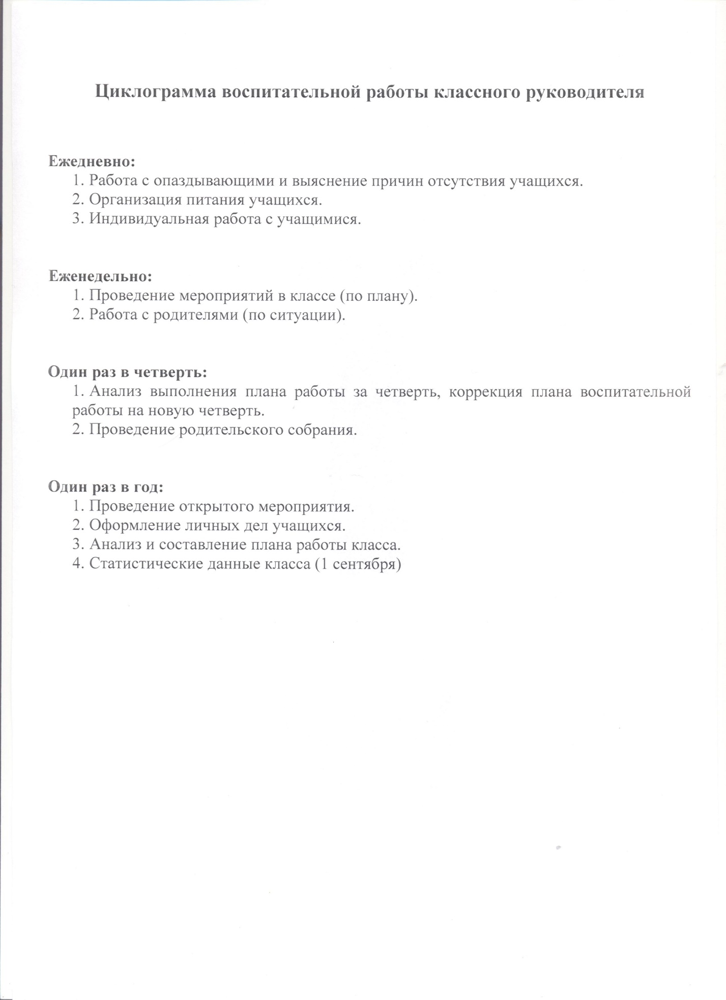 Циклограмма воспитательной работы классного руководителя
Ежедневно:
1. Работа с опаздывающими и выяснение причин отсутствия учащихся.
2. Организация питания учащихся.
3. Индивидуальная работа с учащимися.
Еженедельно:
1. Проведение мероприятий в классе (по плану).
2. Работа с родителями (по ситуации).
Один раз в четверть:
1. Анализ выполнения плана работы за четверть, коррекция плана воспитательной
работы на новую четверть.
2. Проведение родительского собрания.
Один раз в год:
1. Проведение открытого мероприятия.
2. Оформление личных дел учащихся.
3. Анализ и составление плана работы класса.
4. Статистические данные класса (1 сентября)